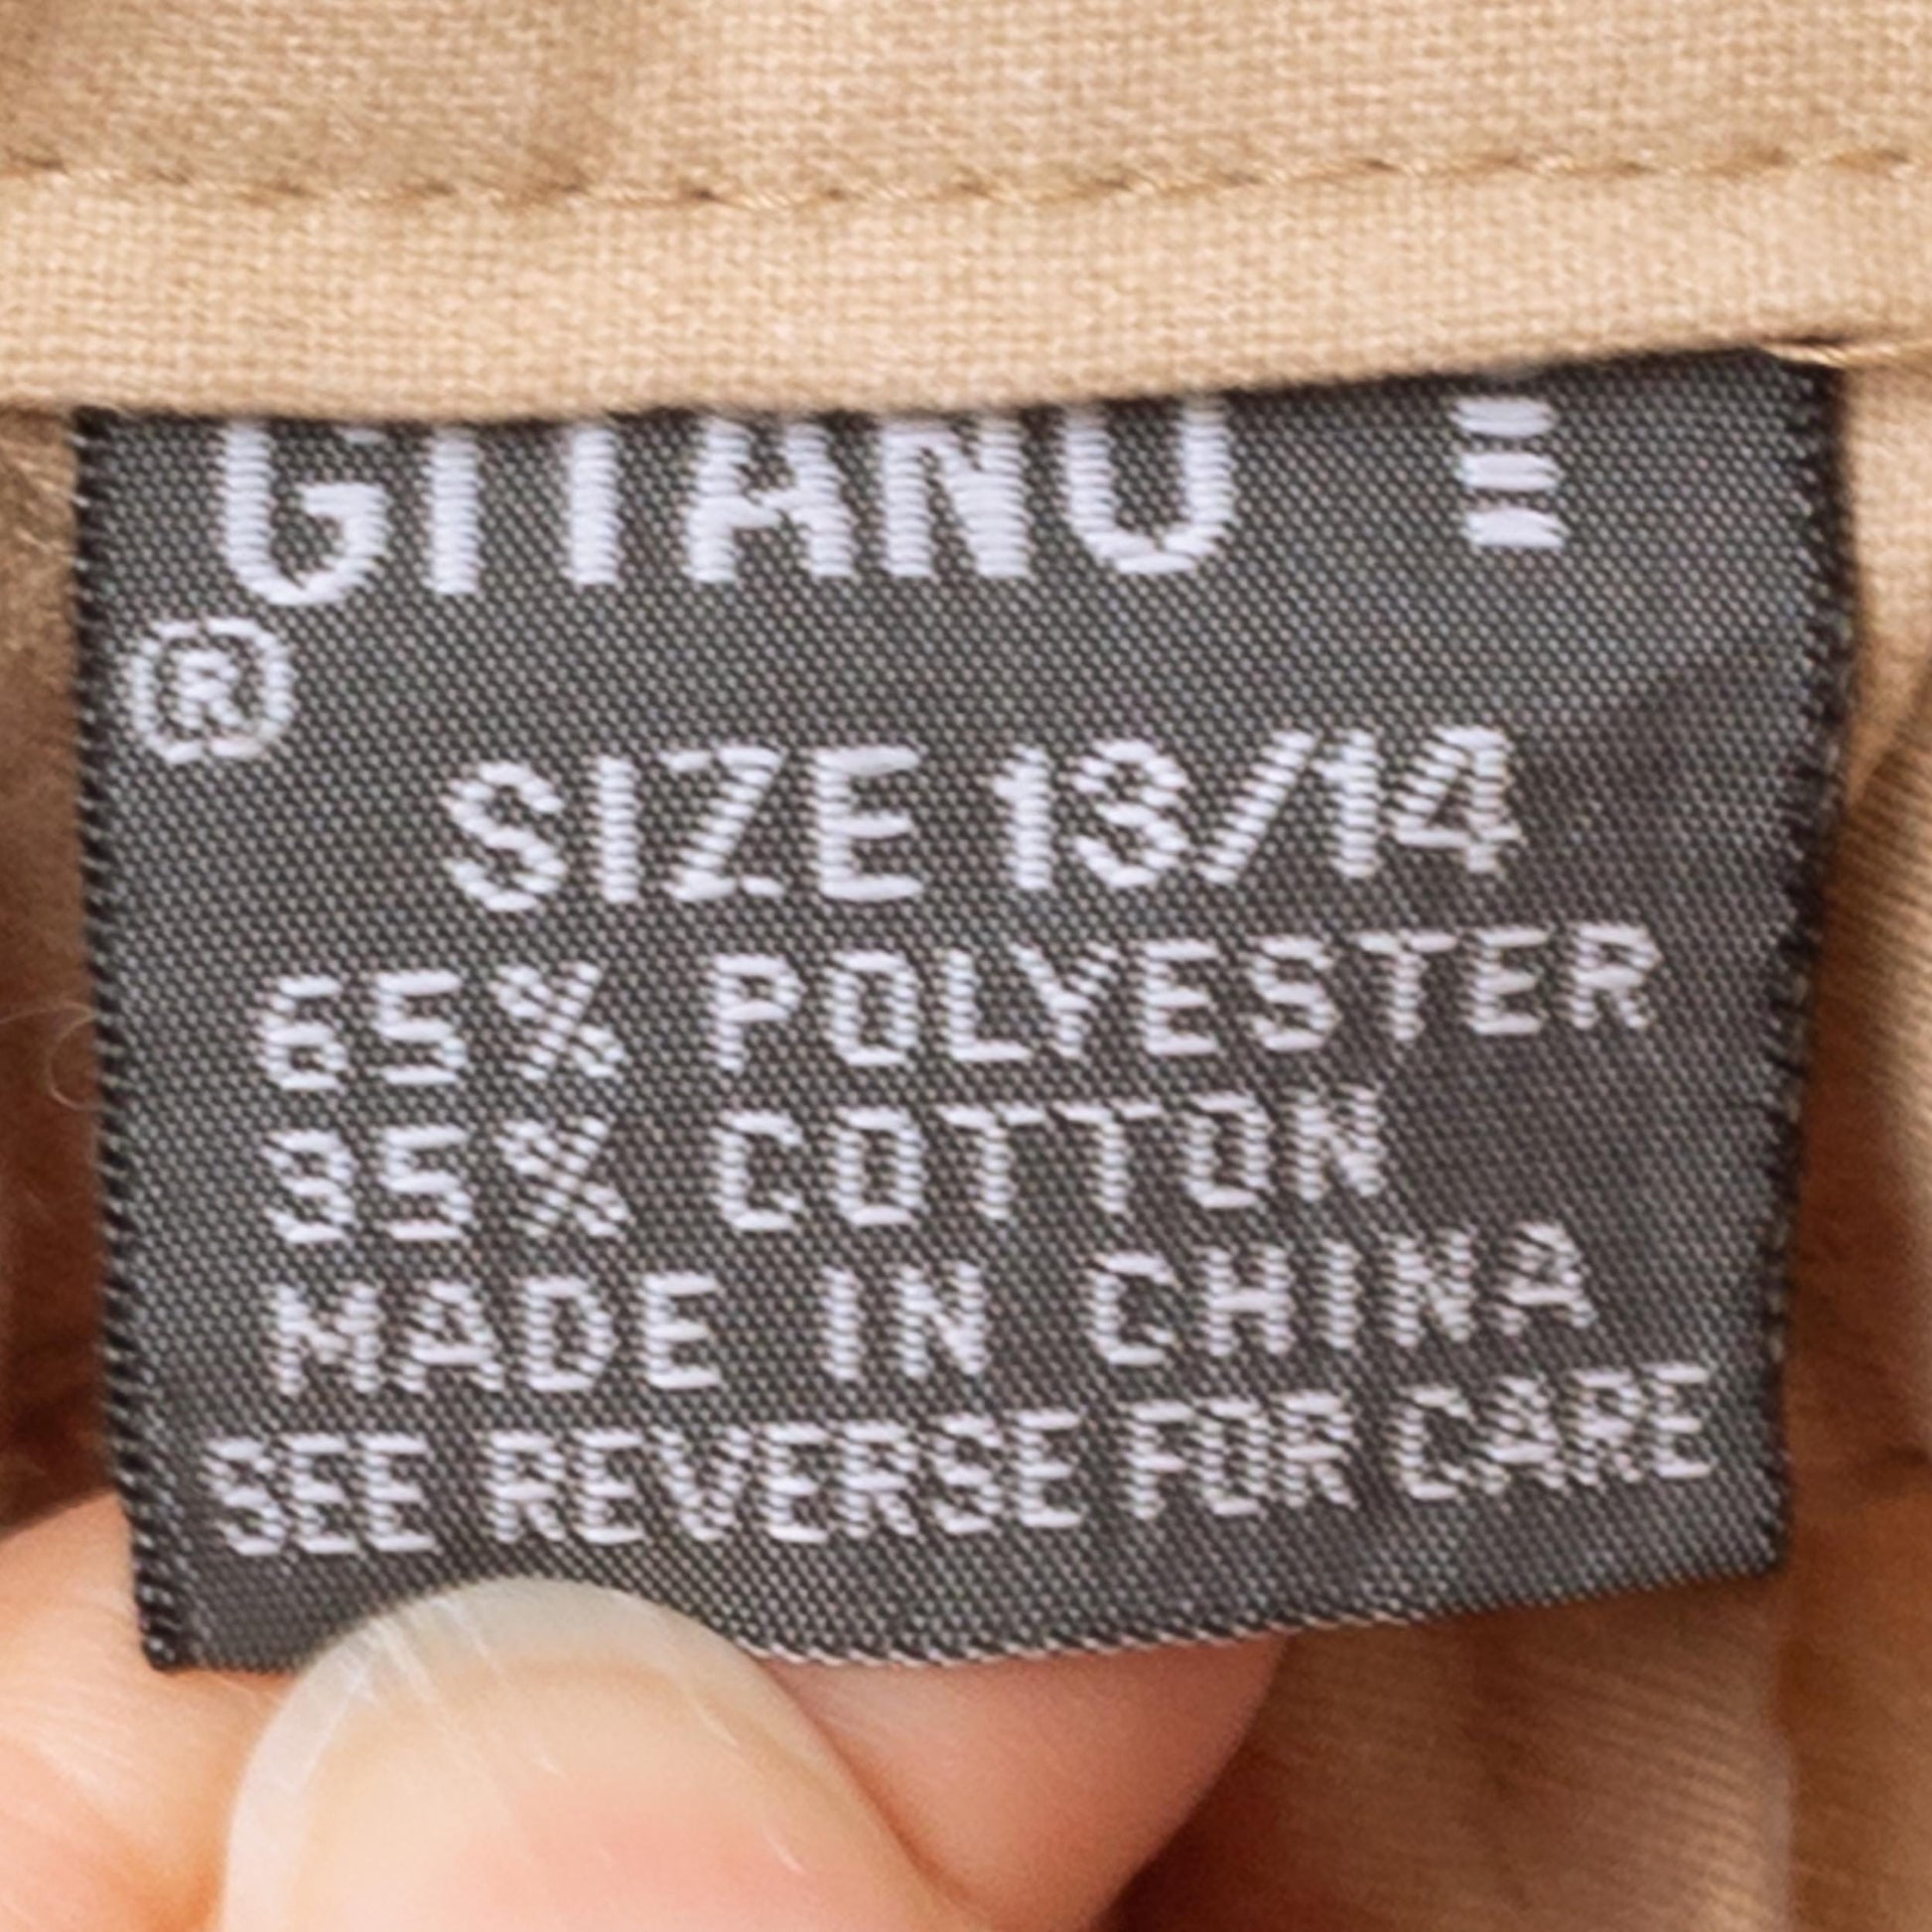 GITANO
®
SIZE 13/14
65% POLYESTER
35% COTTON
MADE IN CHINA
SEE REVERSE FOR CARE